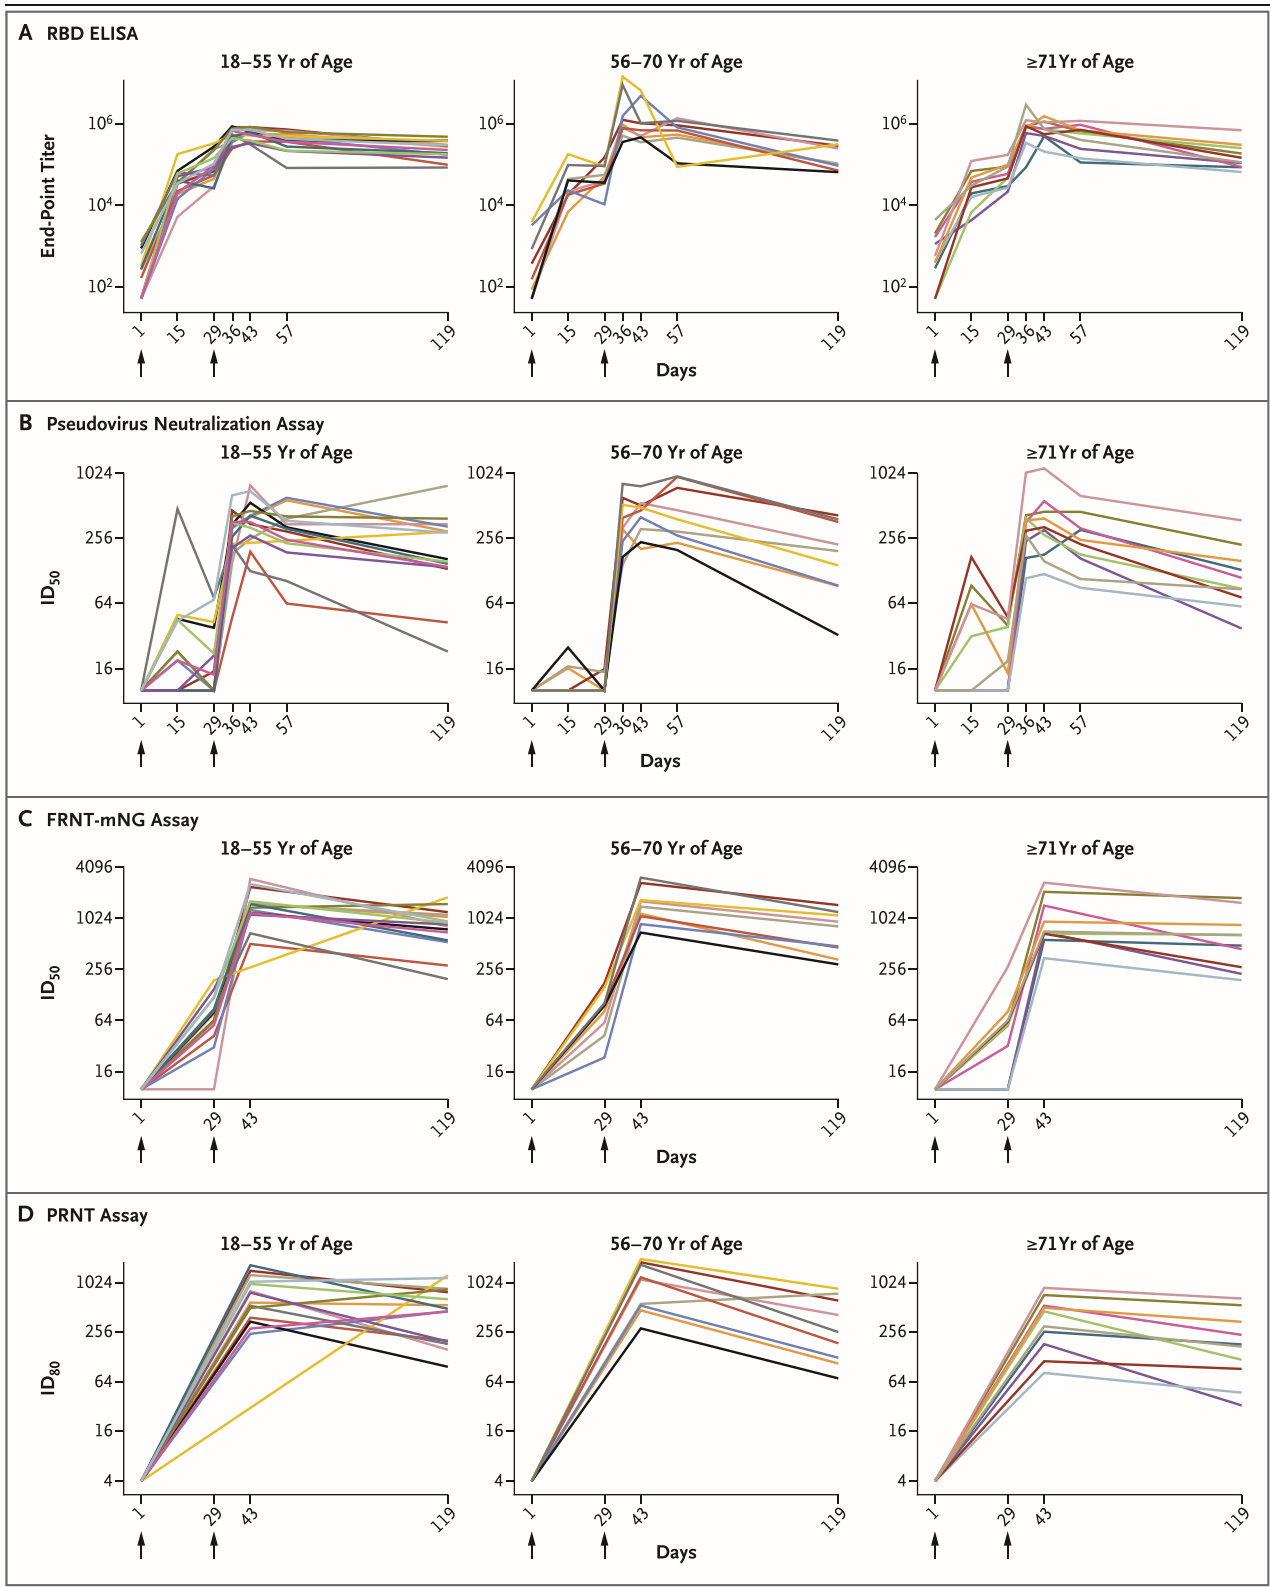 A RBD ELISA
18–55 Yr of Age
56–70 Yr of Age
≥71Yr of Age
End-Point Titer
10⁶
10⁴
10²
10⁶
10⁴
10²
10⁶
10⁴
10²
1 15 29 36 43 57 119
1 15 29 36 43 57 119
1 15 29 36 43 57 119
Days
B Pseudovirus Neutralization Assay
18–55 Yr of Age
56–70 Yr of Age
≥71Yr of Age
ID₅₀
1024
256
64
16
1024
256
64
16
1024
256
64
16
1 15 29 36 43 57 119
1 15 29 36 43 57 119
1 15 29 36 43 57 119
Days
C FRNT-mNG Assay
18–55 Yr of Age
56–70 Yr of Age
≥71Yr of Age
ID₅₀
4096
1024
256
64
16
4096
1024
256
64
16
4096
1024
256
64
16
1 29 43 119
1 29 43 119
1 29 43 119
Days
D PRNT Assay
18–55 Yr of Age
56–70 Yr of Age
≥71Yr of Age
ID₈₀
1024
256
64
16
4
1024
256
64
16
4
1024
256
64
16
4
1 29 43 119
1 29 43 119
1 29 43 119
Days